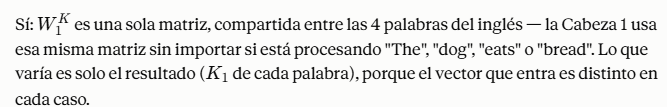 Sí: $W_1^K$ es una sola matriz, compartida entre las 4 palabras del inglés — la Cabeza 1 usa
esa misma matriz sin importar si está procesando "The", "dog", "eats" o "bread". Lo que
varía es solo el resultado ($K_1$ de cada palabra), porque el vector que entra es distinto en
cada caso.